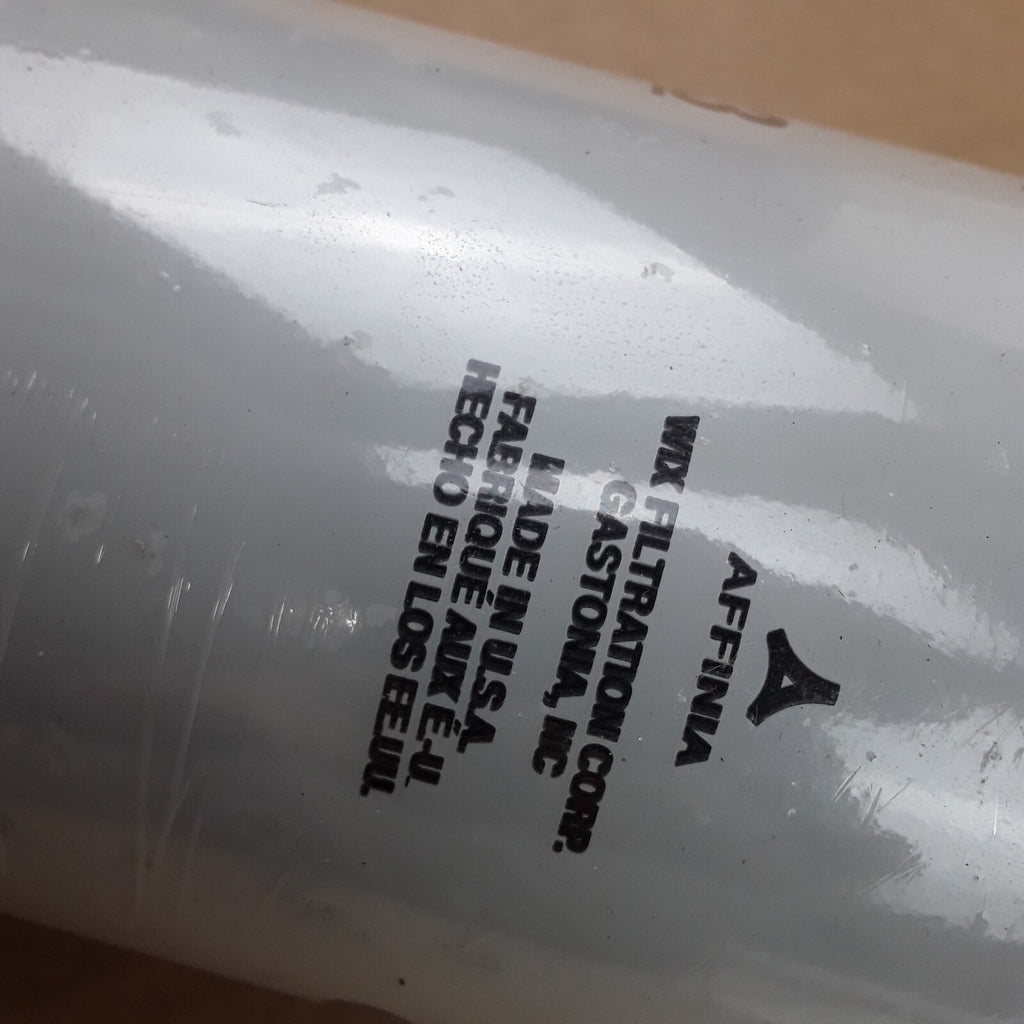 AFFINIA
WIX FILTRATION CORP.
GASTONIA, NC
MADE IN U.S.A.
FABRIQUÉ AUX É.-U.
HECHO EN LOS EE.UU.